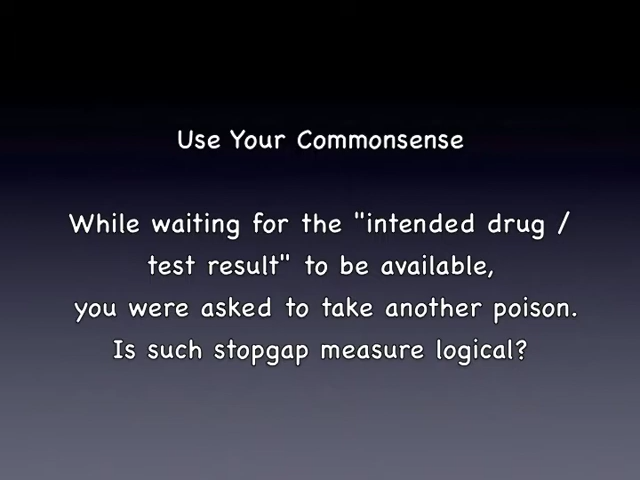 Use Your Commonsense
While waiting for the "intended drug /
test result" to be available,
you were asked to take another poison.
Is such stopgap measure logical?